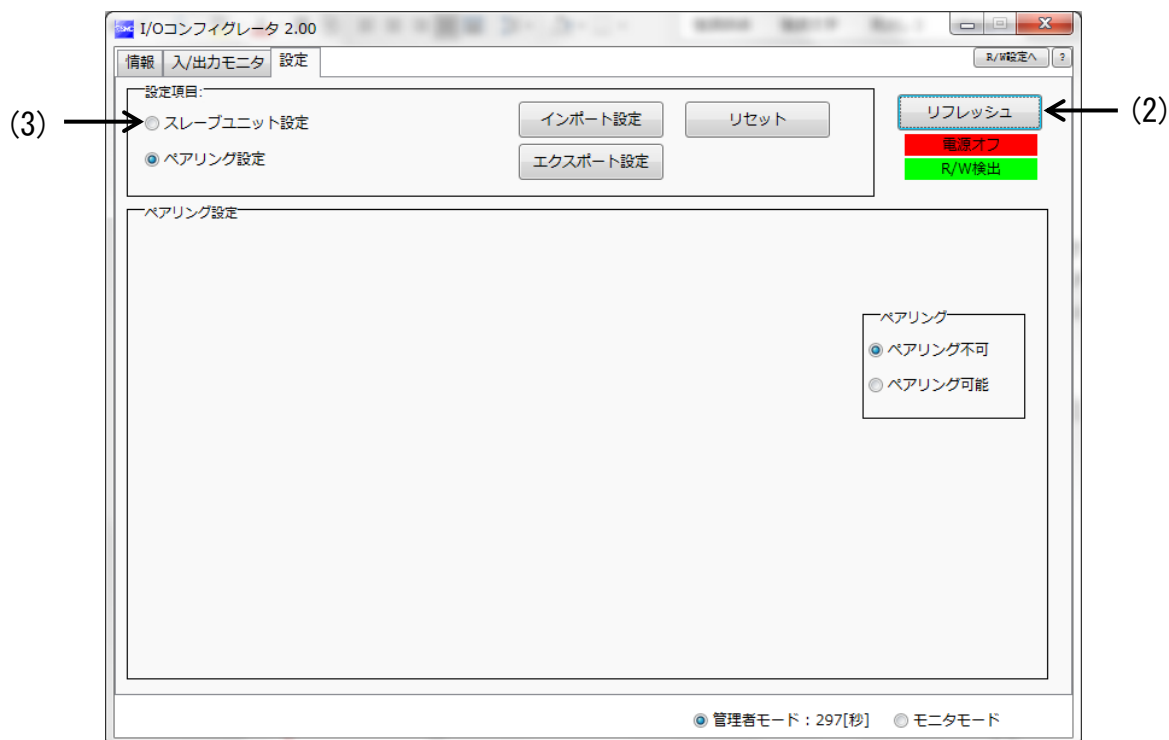 I/Oコンフィグレータ 2.00
情報 入/出力モニタ 設定 R/W設定へ ?
設定項目:
(3) スレーブユニット設定 インポート設定 リセット リフレッシュ (2)
電源オフ
ペアリング設定 エクスポート設定 R/W検出
ペアリング設定
ペアリング
ペアリング不可
ペアリング可能
管理者モード：297[秒] モニタモード